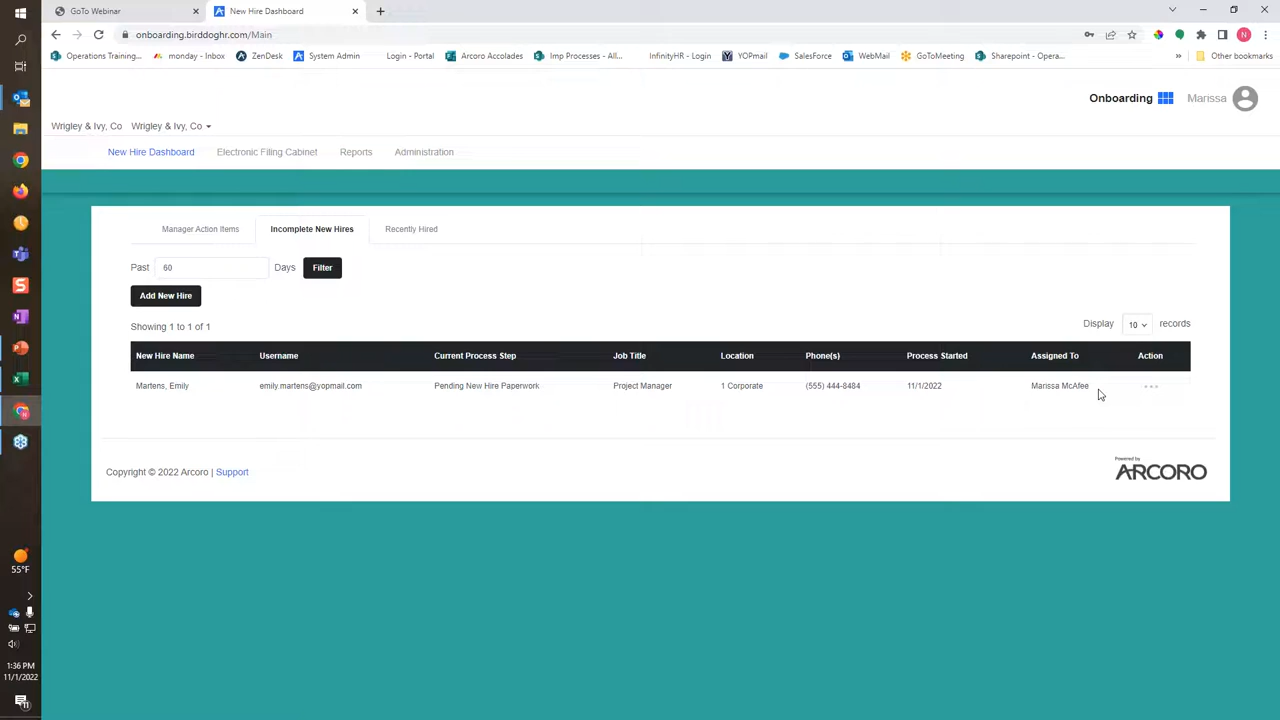 GoTo Webinar
New Hire Dashboard
onboarding.birddoghr.com/Main
N
Operations Training...
monday - Inbox
ZenDesk
System Admin
Login - Portal
Arcoro Accolades
Imp Processes - All...
InfinityHR - Login
YOPmail
SalesForce
WebMail
GoToMeeting
Sharepoint - Opera...
Other bookmarks
Onboarding
Marissa
Wrigley & Ivy, Co Wrigley & Ivy, Co
New Hire Dashboard Electronic Filing Cabinet Reports Administration
Manager Action Items Incomplete New Hires Recently Hired
Past 60 Days Filter
Add New Hire
Showing 1 to 1 of 1
Display 10 records
New Hire Name Username Current Process Step Job Title Location Phone(s) Process Started Assigned To Action
Martens, Emily emily.martens@yopmail.com Pending New Hire Paperwork Project Manager 1 Corporate (555) 444-8484 11/1/2022 Marissa McAfee
Copyright © 2022 Arcoro | Support
Powered by
ARCORO
55°F
1:36 PM
11/1/2022